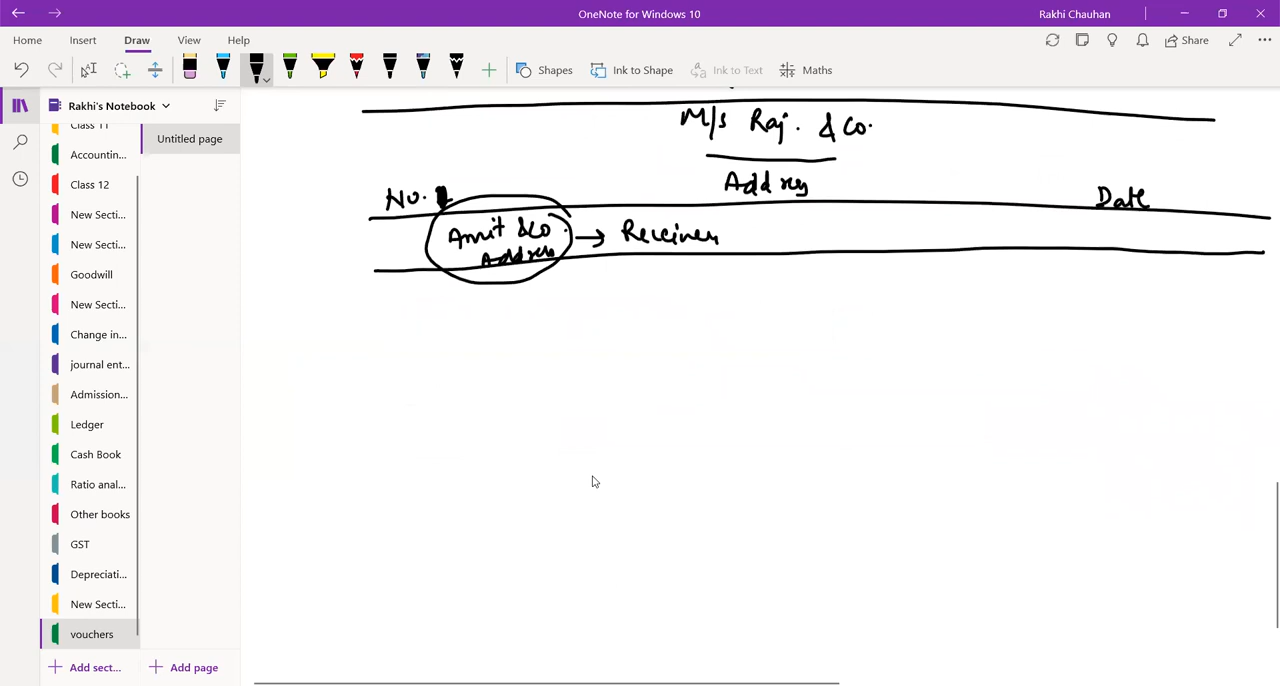 OneNote for Windows 10
Rakhi Chauhan
Home
Insert
Draw
View
Help
Share
Shapes
Ink to Shape
Ink to Text
Maths
Rakhi's Notebook
Class 11
Accountin...
Class 12
New Secti...
New Secti...
Goodwill
New Secti...
Change in...
journal ent...
Admission...
Ledger
Cash Book
Ratio anal...
Other books
GST
Depreciati...
New Secti...
vouchers
Add sect...
Untitled page
Add page
M/s Raj. & Co.
Address
No. 1
Date
Amit & Co. → Receiver
Address